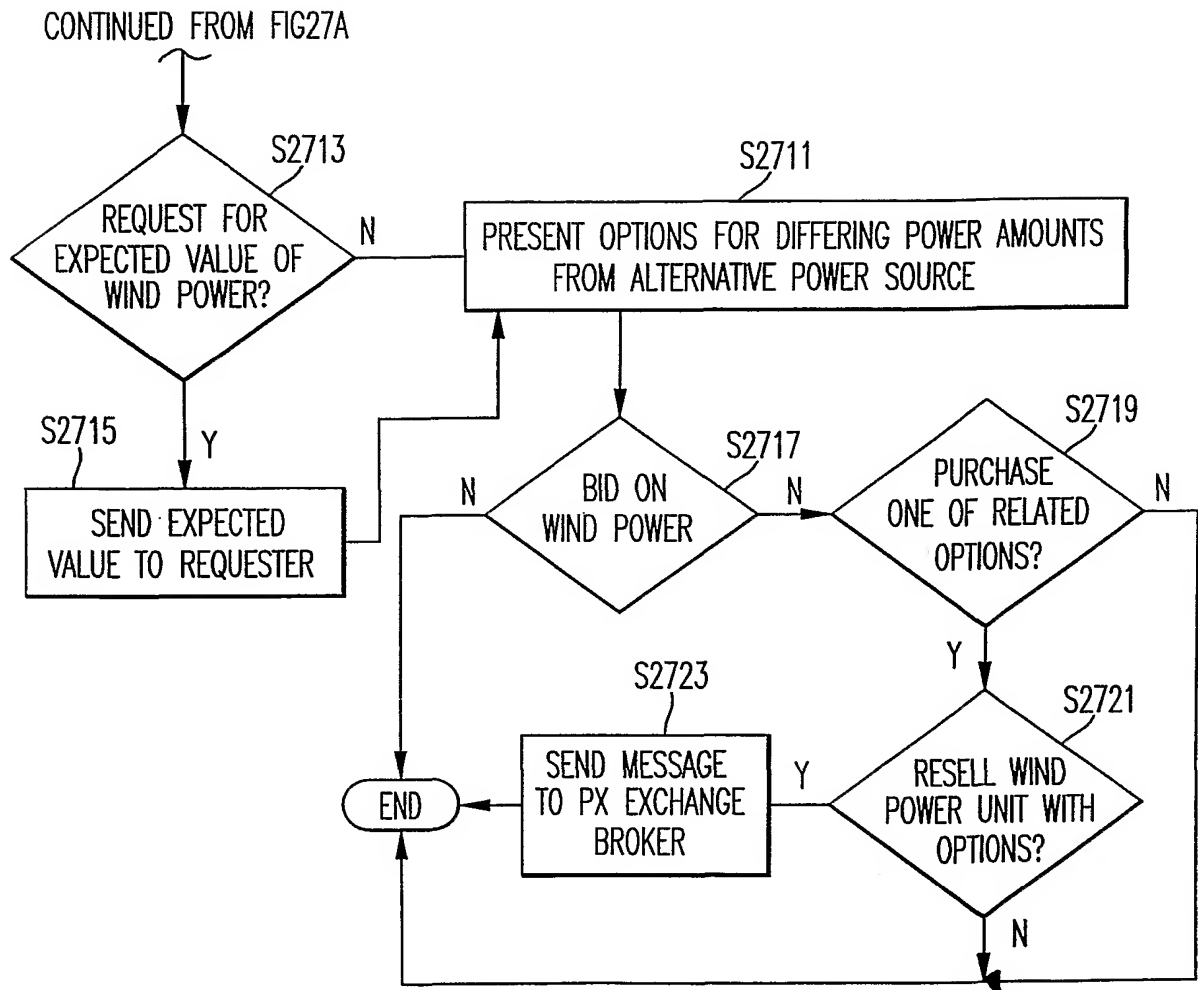 CONTINUED FROM FIG27A
S2713
REQUEST FOR
EXPECTED VALUE OF
WIND POWER?
N
Y
S2711
PRESENT OPTIONS FOR DIFFERING POWER AMOUNTS
FROM ALTERNATIVE POWER SOURCE
S2715
SEND EXPECTED
VALUE TO REQUESTER
S2717
BID ON
WIND POWER
N
N
S2719
PURCHASE
ONE OF RELATED
OPTIONS?
N
Y
S2721
RESELL WIND
POWER UNIT WITH
OPTIONS?
Y
N
S2723
SEND MESSAGE
TO PX EXCHANGE
BROKER
END